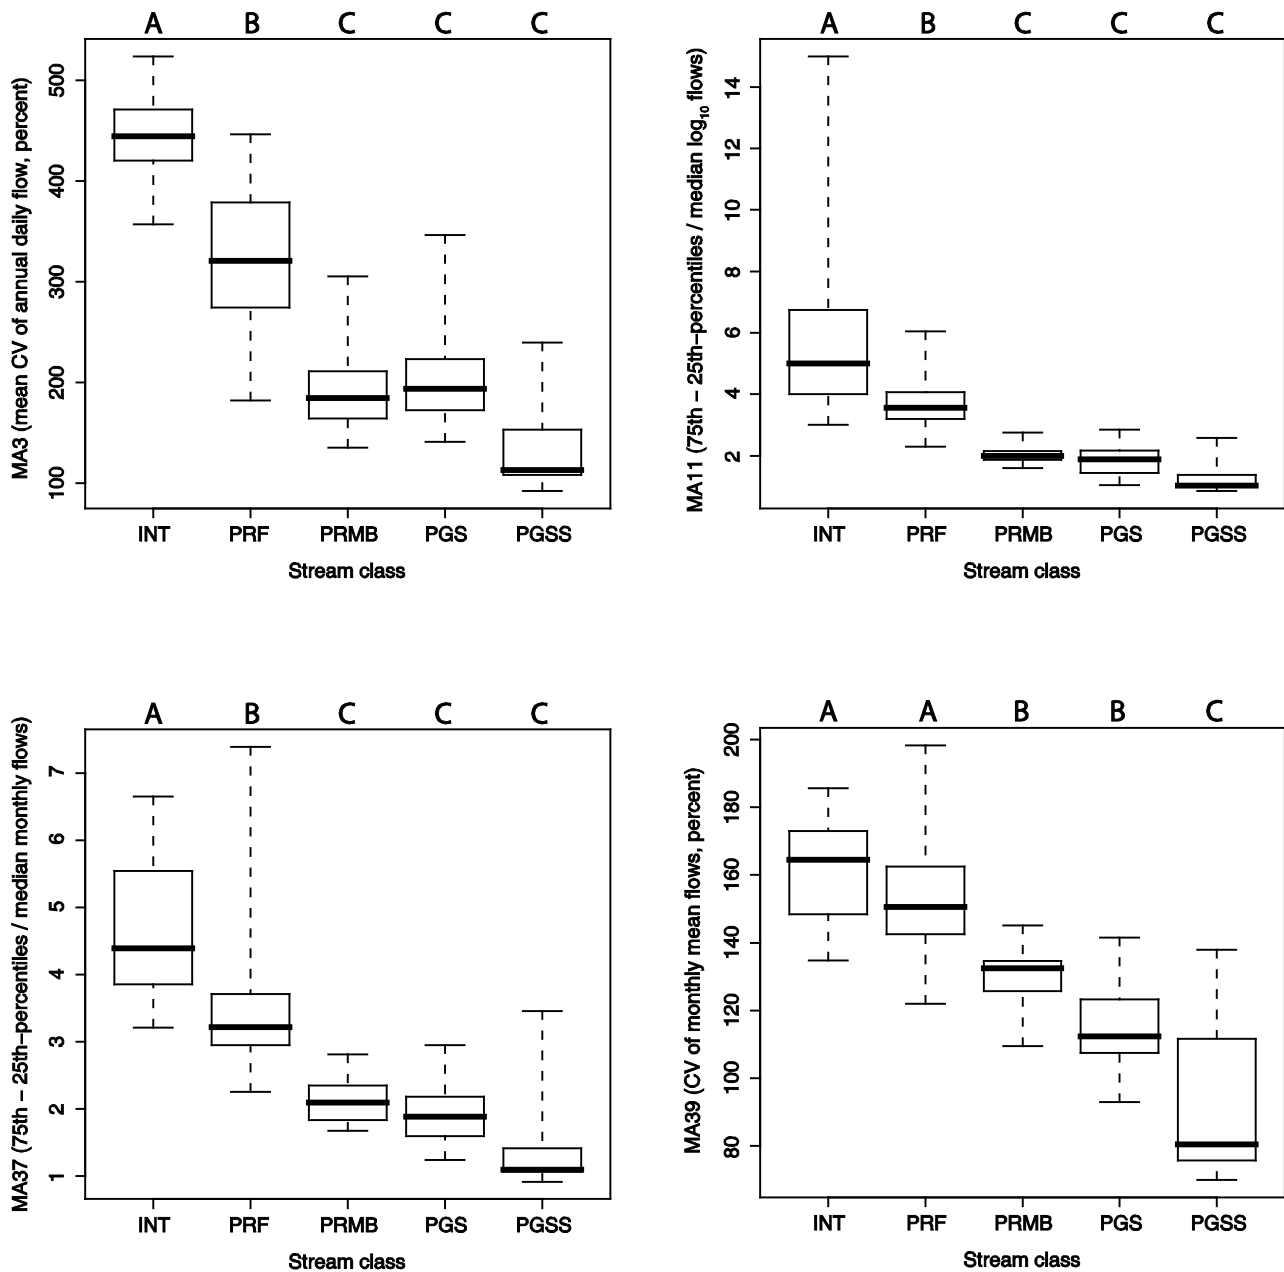 A B C C C
MA3 (mean CV of annual daily flow, percent)
500
400
300
200
100
INT PRF PRMB PGS PGSS
Stream class
A B C C C
MA11 (75th − 25th−percentiles / median log10 flows)
14
12
10
8
6
4
2
INT PRF PRMB PGS PGSS
Stream class
A B C C C
MA37 (75th − 25th−percentiles / median monthly flows)
7
6
5
4
3
2
1
INT PRF PRMB PGS PGSS
Stream class
A A B B C
MA39 (CV of monthly mean flows, percent)
200
180
160
140
120
100
80
INT PRF PRMB PGS PGSS
Stream class